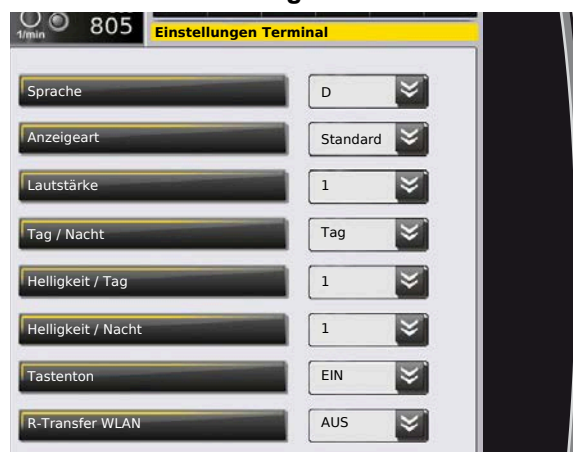 1/min 805
Einstellungen Terminal
Sprache D
Anzeigeart Standard
Lautstärke 1
Tag / Nacht Tag
Helligkeit / Tag 1
Helligkeit / Nacht 1
Tastenton EIN
R-Transfer WLAN AUS